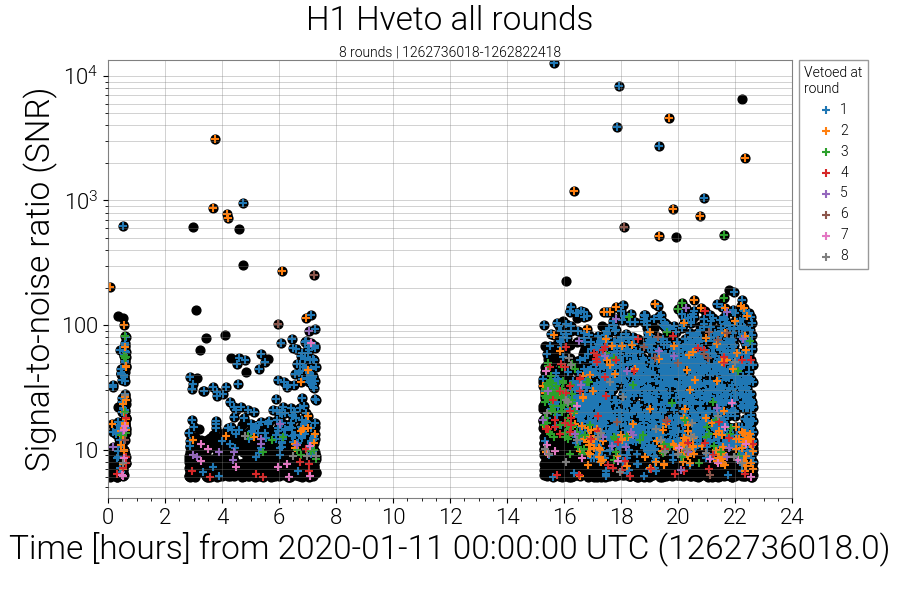 H1 Hveto all rounds
8 rounds | 1262736018-1262822418
Signal-to-noise ratio (SNR)
10⁴
10³
100
10
0 2 4 6 8 10 12 14 16 18 20 22 24
Time [hours] from 2020-01-11 00:00:00 UTC (1262736018.0)
Vetoed at
round
1
2
3
4
5
6
7
8